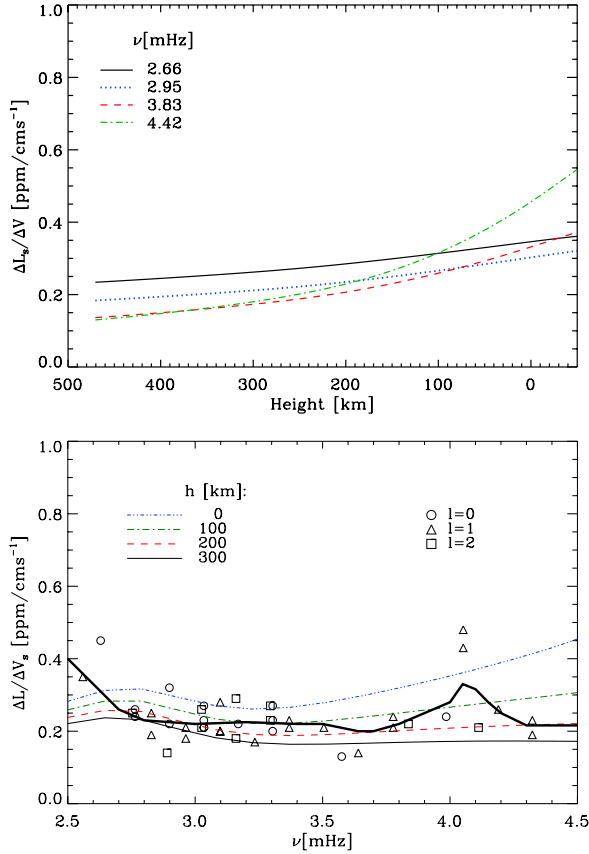 1.0
0.8
0.6
0.4
0.2
0.0
ΔL_s/ΔV [ppm/cms⁻¹]
ν[mHz]
2.66
2.95
3.83
4.42
500 400 300 200 100 0
Height [km]
1.0
0.8
0.6
0.4
0.2
0.0
ΔL/ΔV_s [ppm/cms⁻¹]
h [km]:
0
100
200
300
l=0
l=1
l=2
2.5 3.0 3.5 4.0 4.5
ν[mHz]